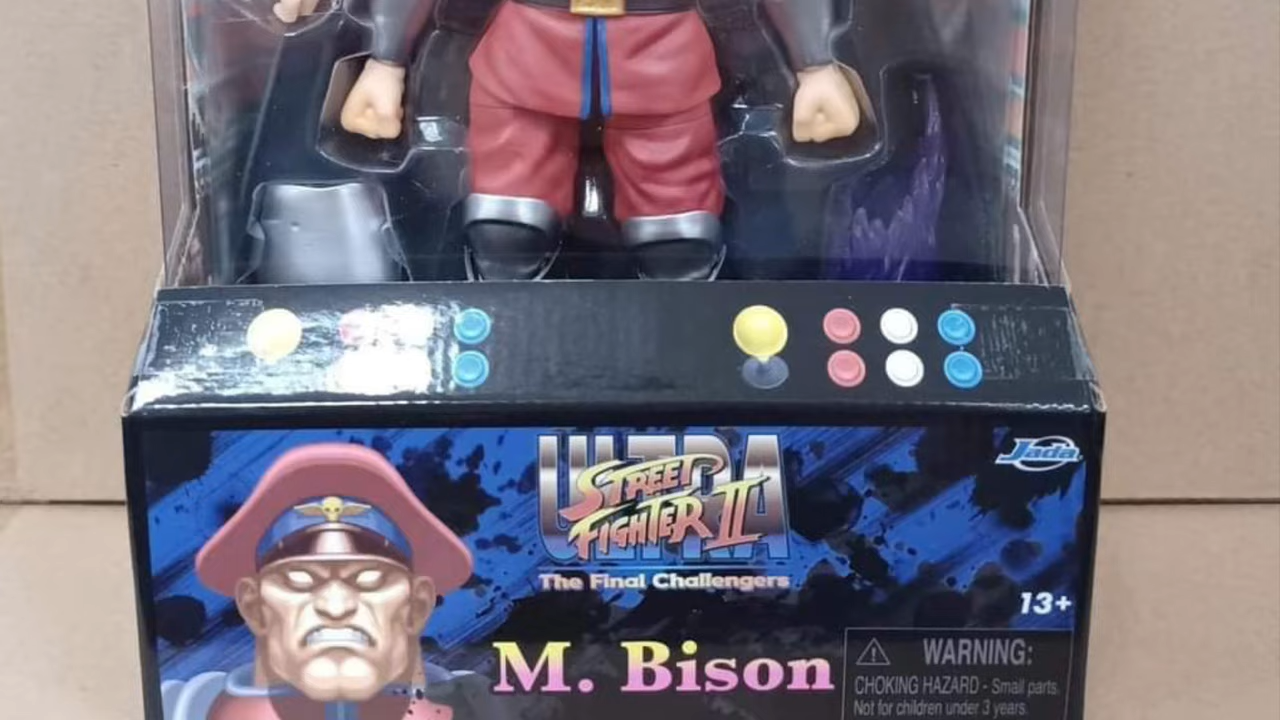 ULTRA
STREET
FIGHTER II
The Final Challengers
Jada
13+
M. Bison
WARNING:
CHOKING HAZARD - Small parts.
Not for children under 3 years.